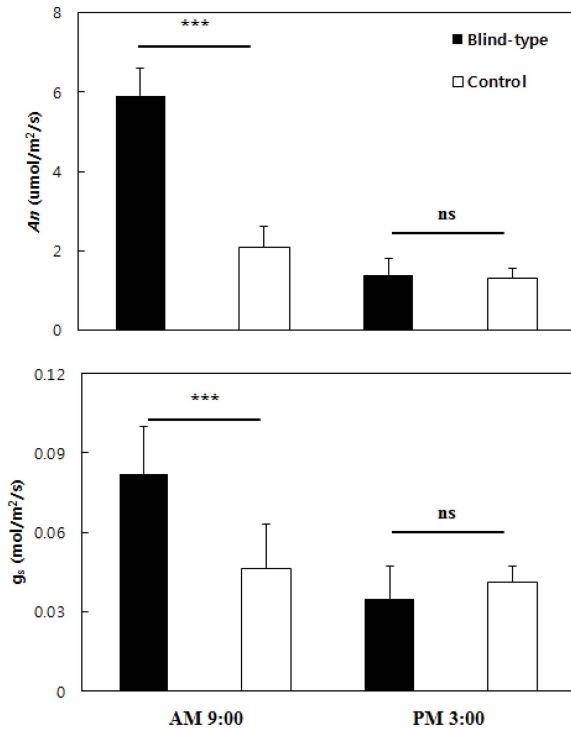 8
***
Blind-type
6
Control
An (umol/m²/s)
4
ns
2
0
0.12
***
0.09
ns
0.06
gs (mol/m²/s)
0.03
0
AM 9:00
PM 3:00